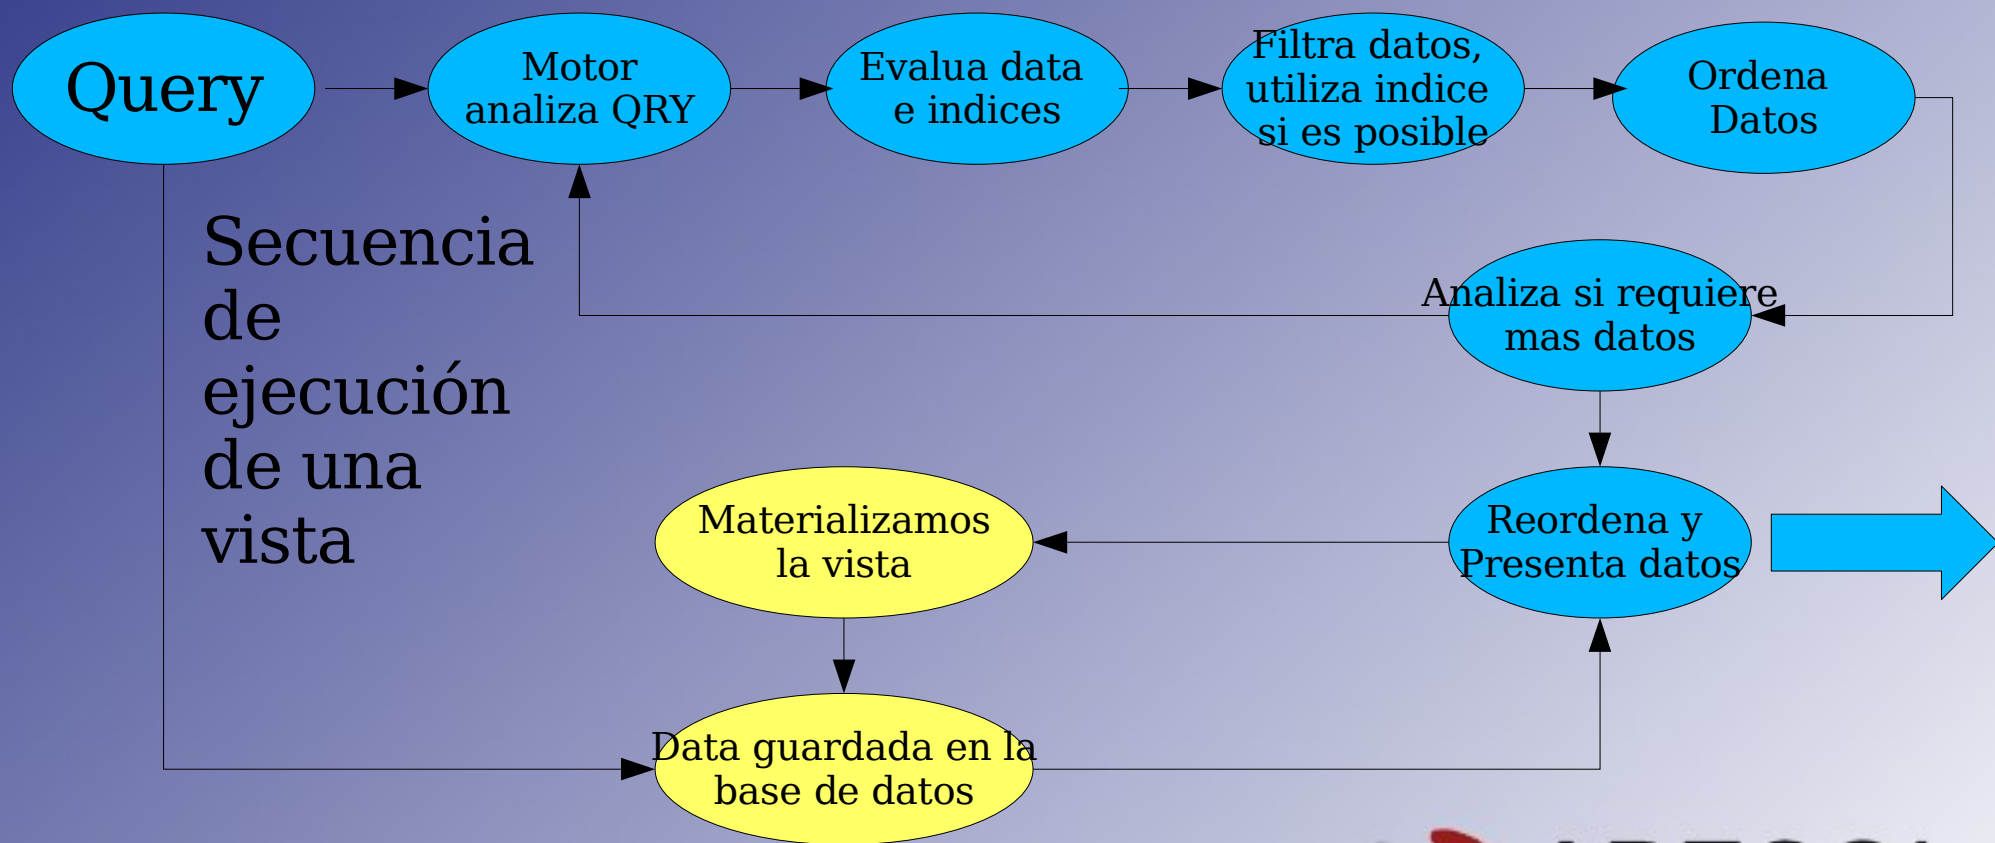 Query
Motor
analiza QRY
Evalua data
e indices
Filtra datos,
utiliza indice
si es posible
Ordena
Datos
Secuencia
de
ejecución
de una
vista
Analiza si requiere
mas datos
Materializamos
la vista
Reordena y
Presenta datos
Data guardada en la
base de datos